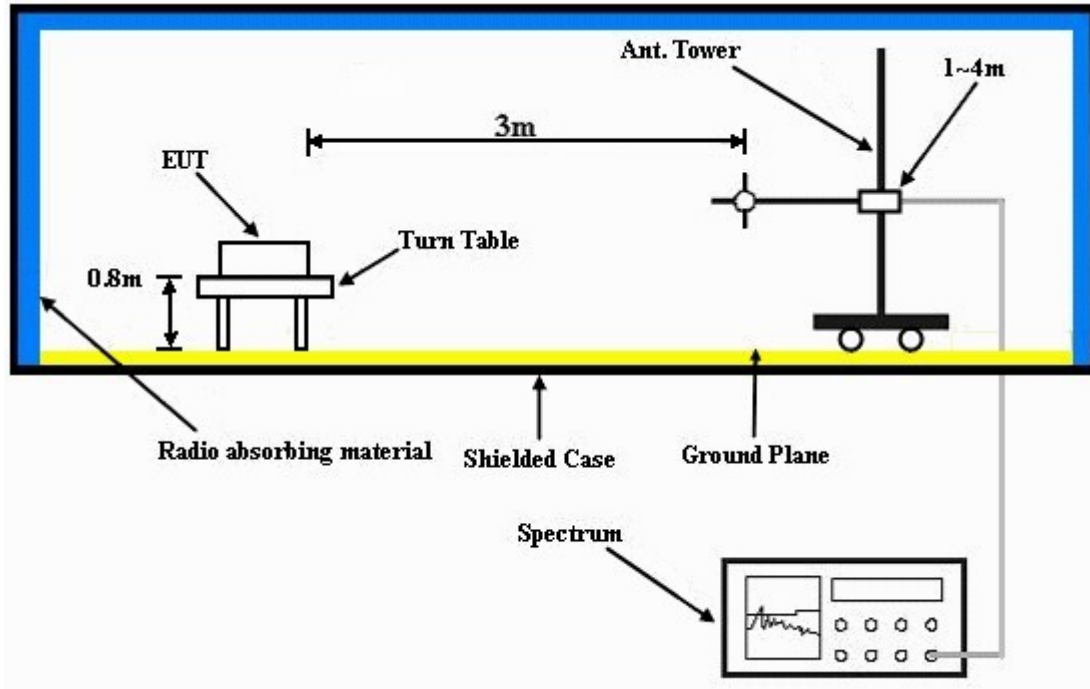 Ant. Tower
1~4m
3m
EUT
Turn Table
0.8m
Radio absorbing material
Shielded Case
Ground Plane
Spectrum